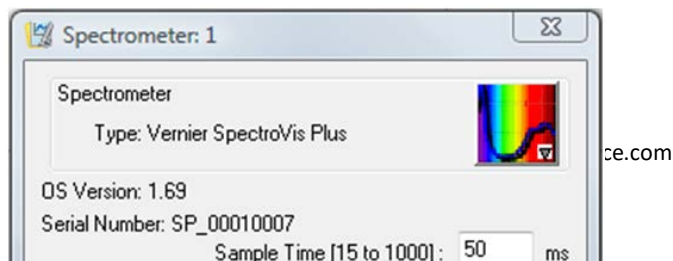 Spectrometer: 1
Spectrometer
Type: Vernier SpectroVis Plus
ce.com
OS Version: 1.69
Serial Number: SP_00010007
Sample Time [15 to 1000] : 50 ms